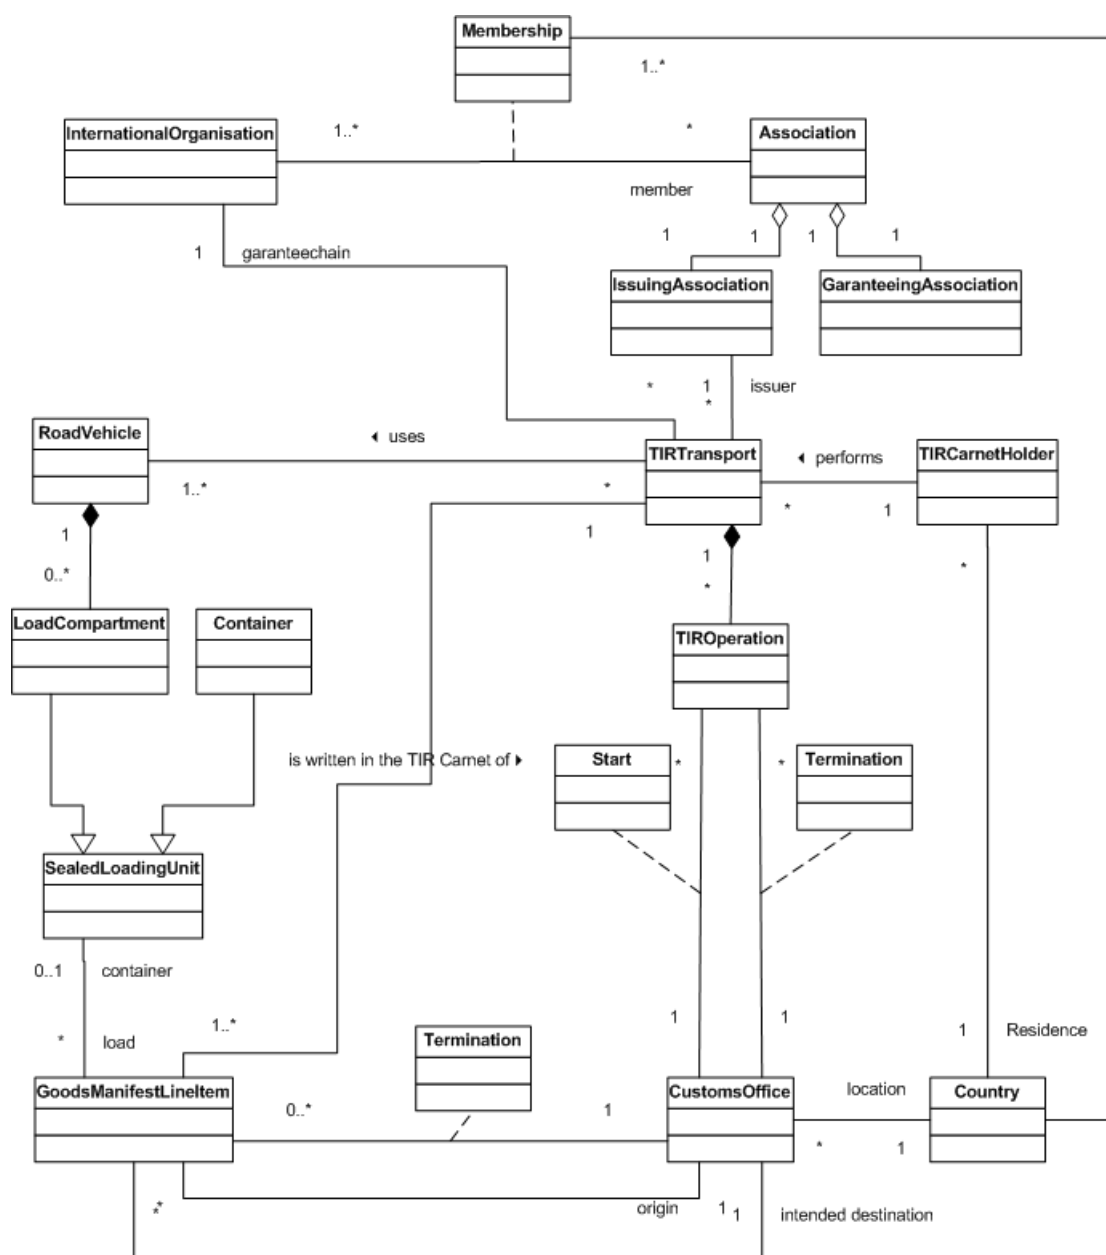 Membership
1..*
InternationalOrganisation
1..*
*
Association
member
1
garanteechain
1
1
1
1
IssuingAssociation
GaranteeingAssociation
*
1
issuer
*
RoadVehicle
◄ uses
TIRTransport
◄ performs
TIRCarnetHolder
1..*
*
*
1
1
1
1
0..*
*
*
LoadCompartment
Container
TIROperation
is written in the TIR Carnet of ►
Start
*
*
Termination
SealedLoadingUnit
0..1
container
1..*
1
1
1
Residence
*
load
Termination
GoodsManifestLineItem
CustomsOffice
location
Country
0..*
1
*
1
**
origin
1
1
intended destination